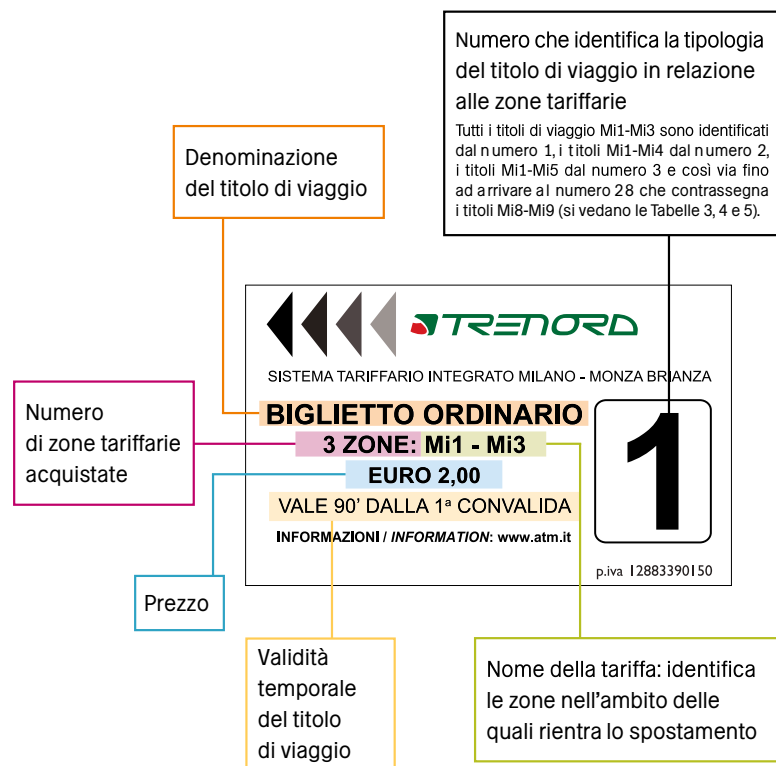 Numero che identifica la tipologia
del titolo di viaggio in relazione
alle zone tariffarie
Tutti i titoli di viaggio Mi1-Mi3 sono identificati
dal numero 1, i titoli Mi1-Mi4 dal numero 2,
i titoli Mi1-Mi5 dal numero 3 e così via fino
ad arrivare al numero 28 che contrassegna
i titoli Mi8-Mi9 (si vedano le Tabelle 3, 4 e 5).
Denominazione
del titolo di viaggio
TRENORD
SISTEMA TARIFFARIO INTEGRATO MILANO - MONZA BRIANZA
BIGLIETTO ORDINARIO
3 ZONE: Mi1 - Mi3
EURO 2,00
VALE 90' DALLA 1ª CONVALIDA
INFORMAZIONI / INFORMATION: www.atm.it
1
p.iva 12883390150
Numero
di zone tariffarie
acquistate
Prezzo
Validità
temporale
del titolo
di viaggio
Nome della tariffa: identifica
le zone nell'ambito delle
quali rientra lo spostamento